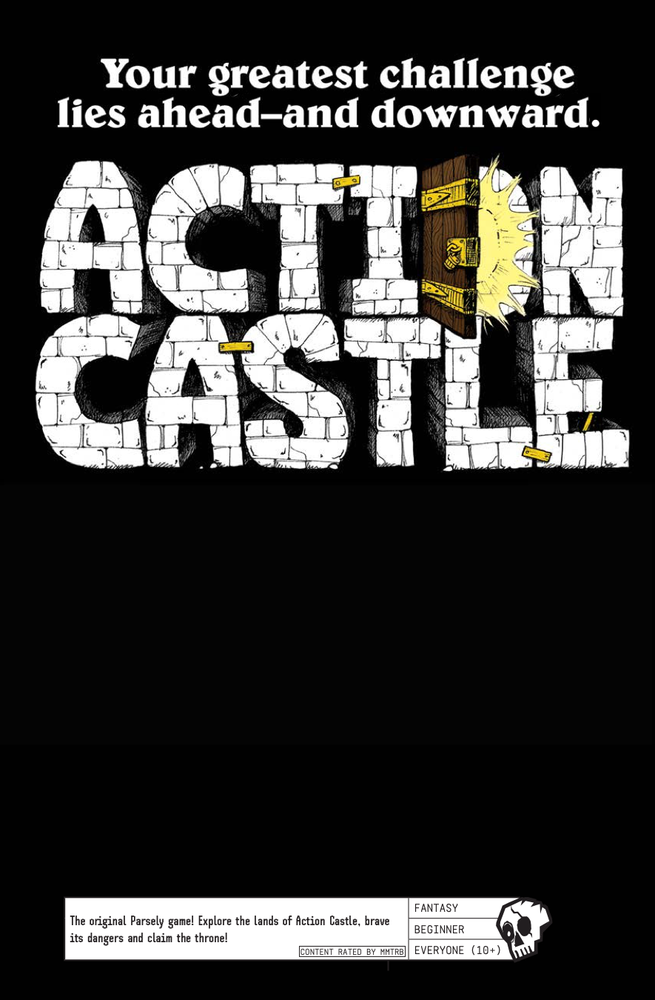 Your greatest challenge
lies ahead—and downward.
ACTION
CASTLE
The original Parsely game! Explore the lands of Action Castle, brave
its dangers and claim the throne!
CONTENT RATED BY MMTRB
FANTASY
BEGINNER
EVERYONE (10+)